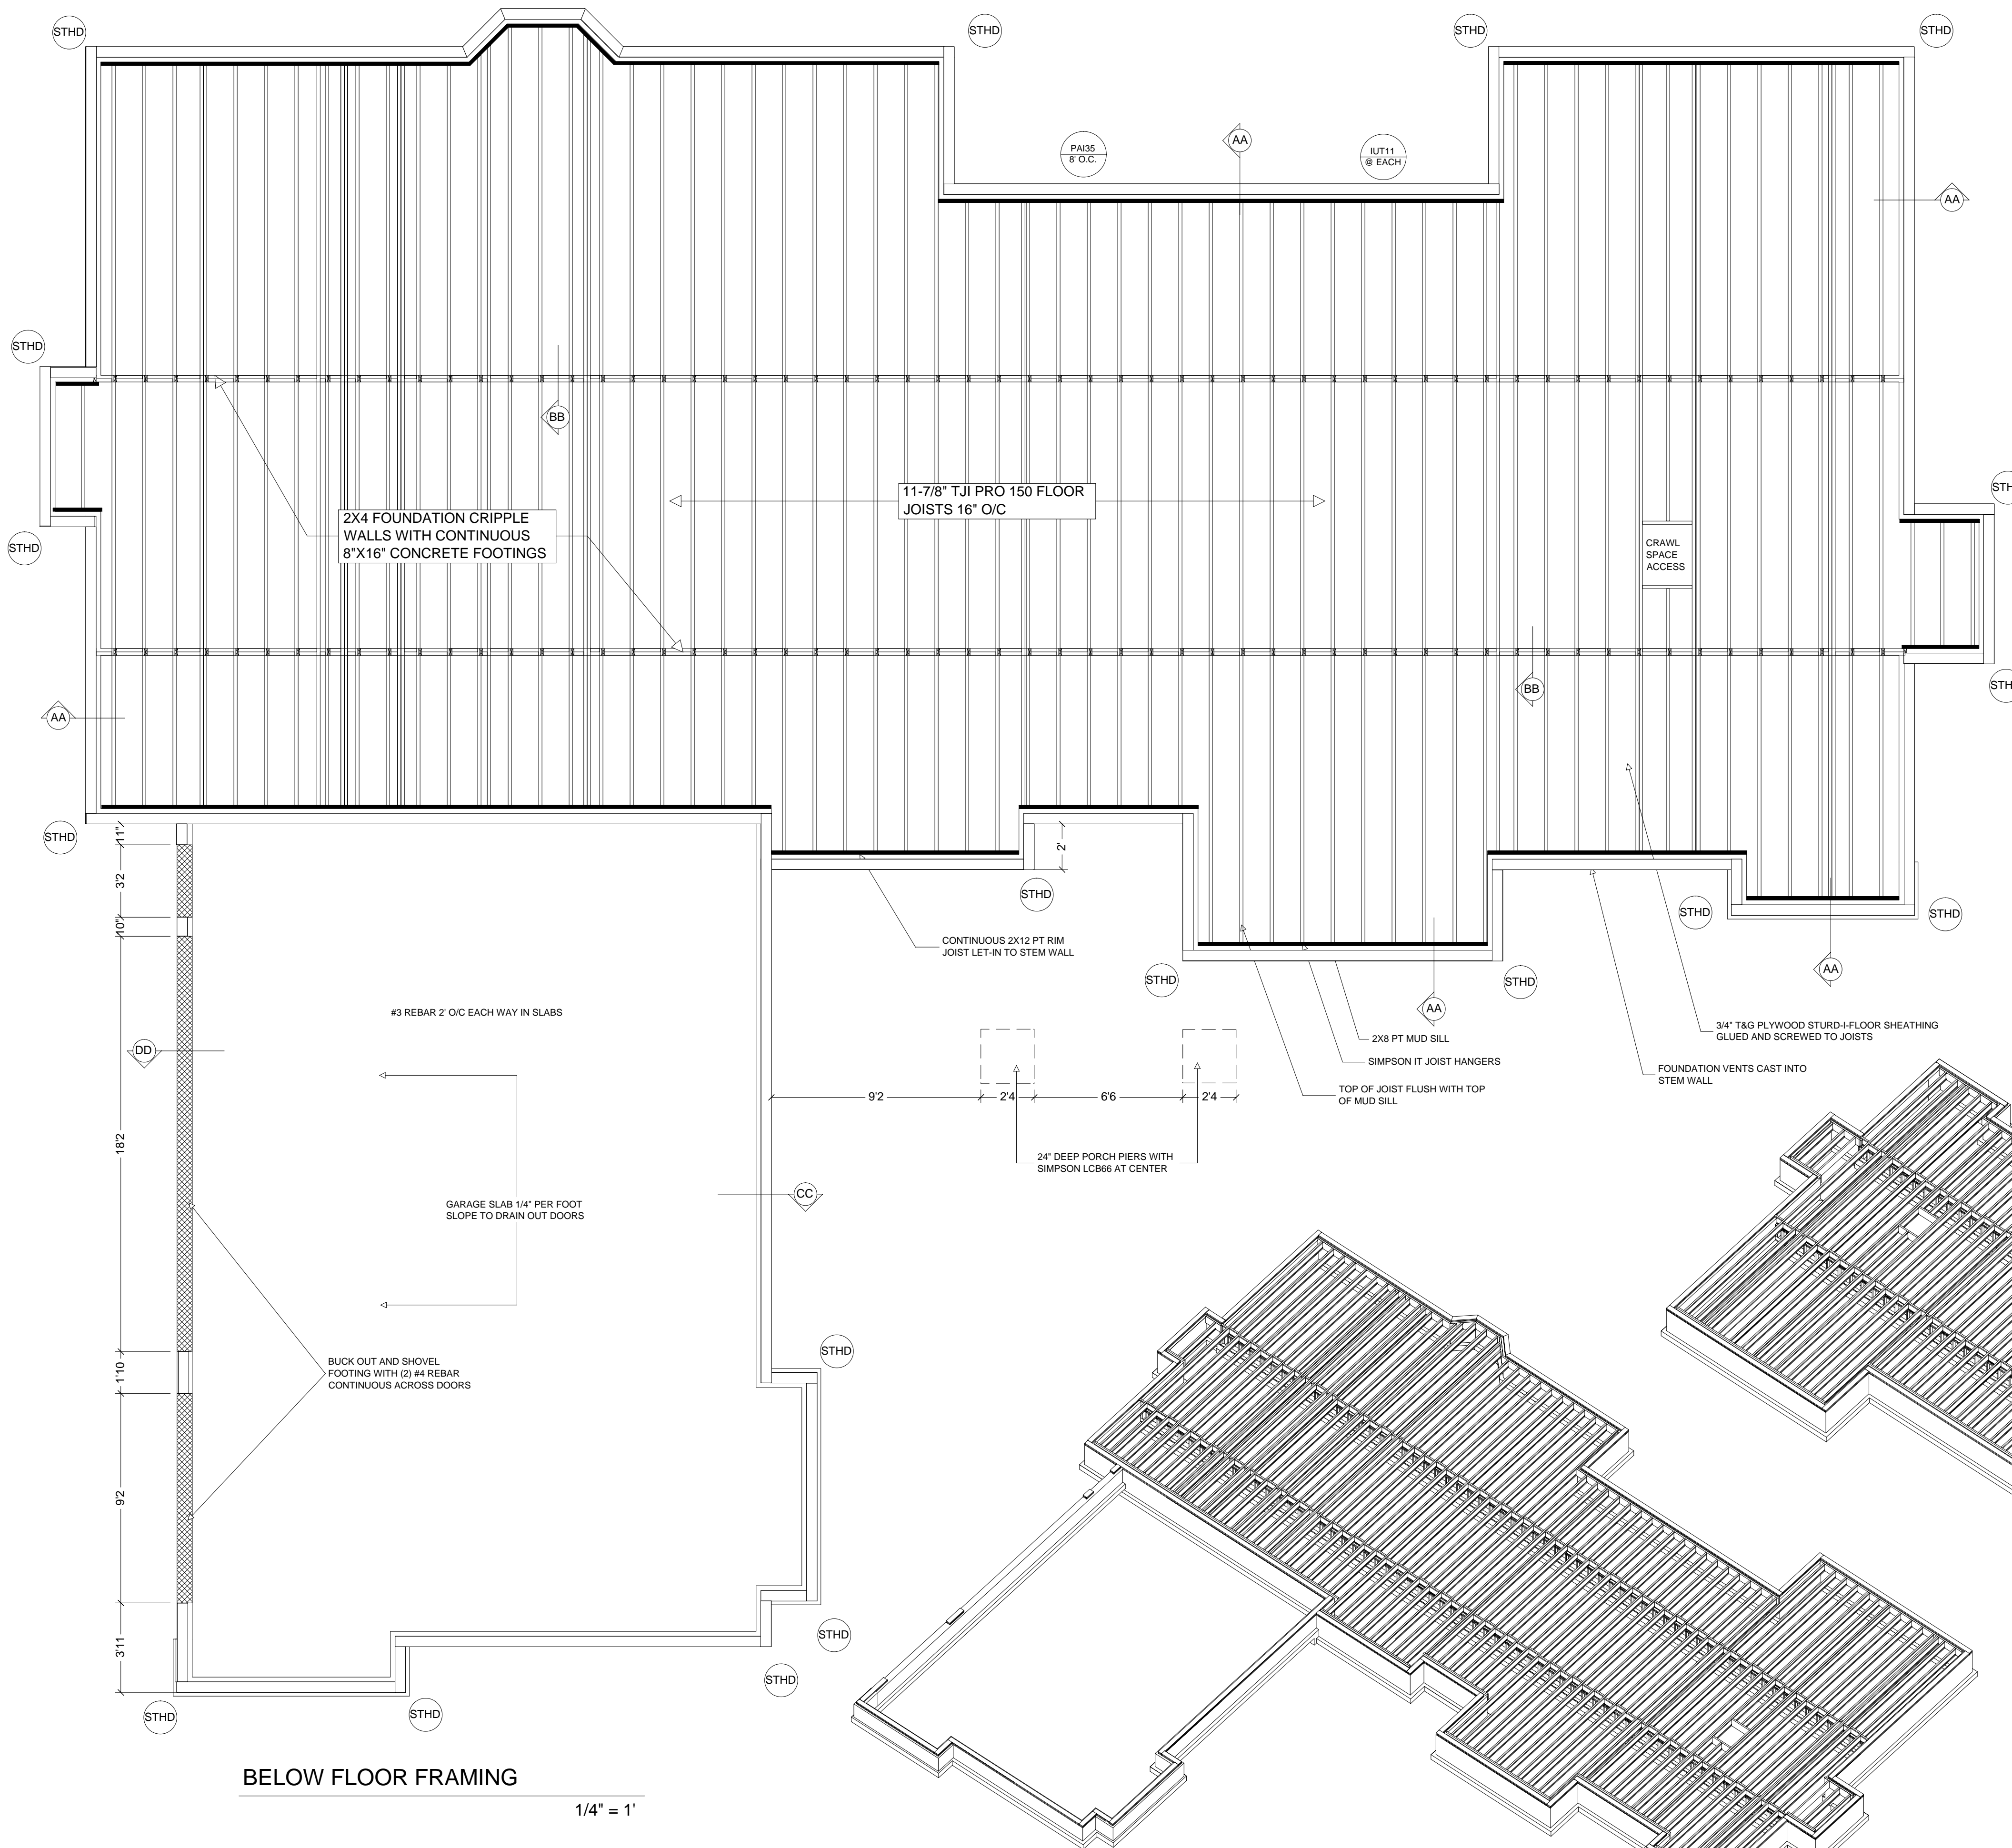 STHD
STHD
STHD
STHD
PAI35
8' O.C.
AA
IUT11
@ EACH
AA
STHD
BB
11-7/8" TJI PRO 150 FLOOR
JOISTS 16" O/C
2X4 FOUNDATION CRIPPLE
WALLS WITH CONTINUOUS
8"X16" CONCRETE FOOTINGS
STH
STHD
CRAWL
SPACE
ACCESS
BB
STH
AA
STHD
11"
3'2
10"
2'
STHD
STHD
STHD
CONTINUOUS 2X12 PT RIM
JOIST LET-IN TO STEM WALL
STHD
STHD
AA
AA
#3 REBAR 2' O/C EACH WAY IN SLABS
2X8 PT MUD SILL
3/4" T&G PLYWOOD STURD-I-FLOOR SHEATHING
GLUED AND SCREWED TO JOISTS
DD
SIMPSON IT JOIST HANGERS
FOUNDATION VENTS CAST INTO
STEM WALL
TOP OF JOIST FLUSH WITH TOP
OF MUD SILL
9'2
2'4
6'6
2'4
18'2
24" DEEP PORCH PIERS WITH
SIMPSON LCB66 AT CENTER
CC
GARAGE SLAB 1/4" PER FOOT
SLOPE TO DRAIN OUT DOORS
STHD
1'10
BUCK OUT AND SHOVEL
FOOTING WITH (2) #4 REBAR
CONTINUOUS ACROSS DOORS
9'2
3'11
STHD
STHD
STHD
STHD
BELOW FLOOR FRAMING
1/4" = 1'